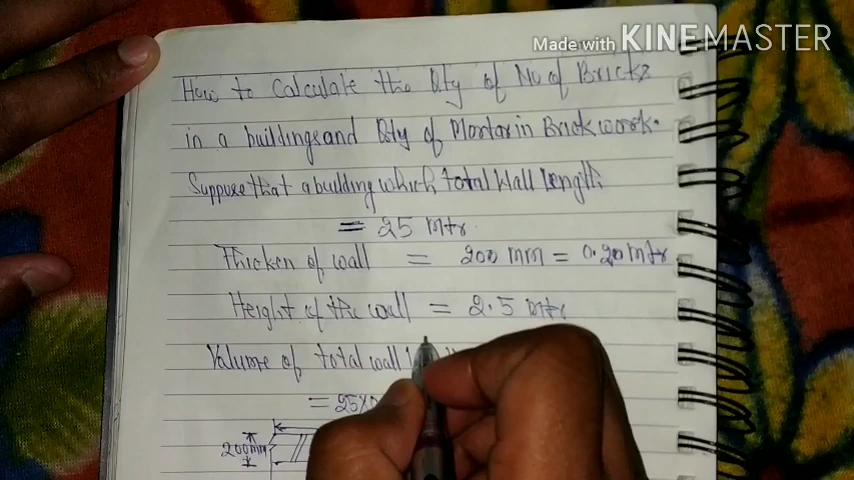 Made with KINEMASTER
How to Calculate the Qty of No of Bricks
in a buildings and Qty of Mortar in Brick work.
Suppose that a building which total Wall Length
= 25 Mtr.
Thicken of wall = 200 mm = 0.20 mtr
Height of the wall = 2.5 mtr
Volume of total wall
= 25x
200mm